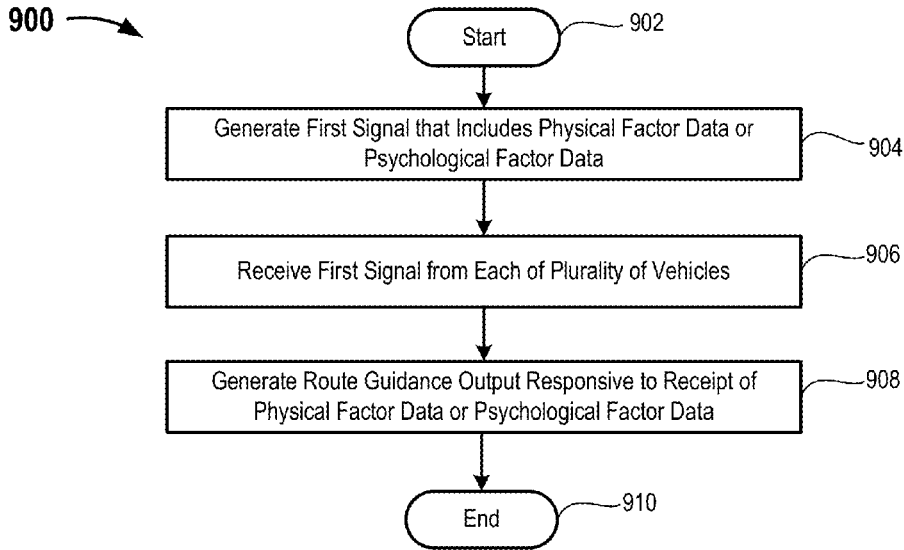 900
Start
902
Generate First Signal that Includes Physical Factor Data or
Psychological Factor Data
904
Receive First Signal from Each of Plurality of Vehicles
906
Generate Route Guidance Output Responsive to Receipt of
Physical Factor Data or Psychological Factor Data
908
End
910